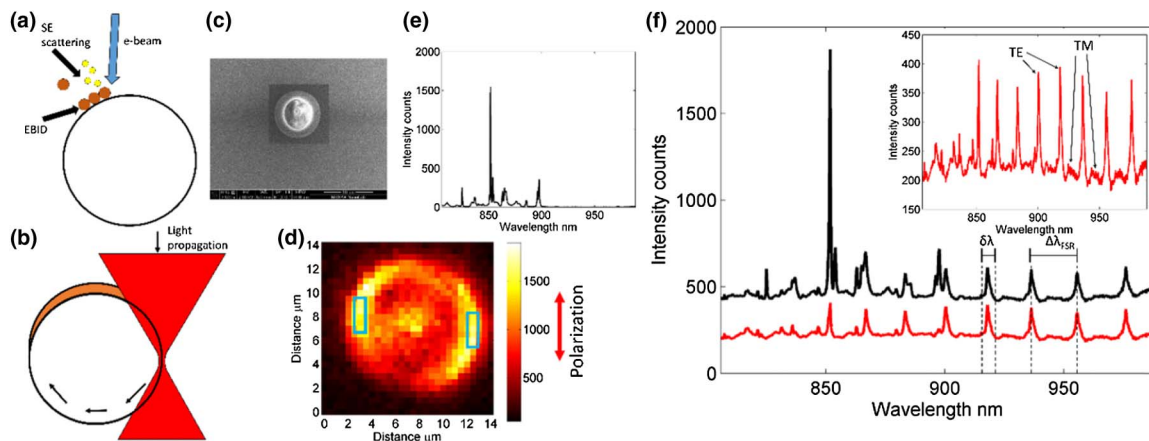 (a)
SE
scattering
e-beam
EBID
(b)
Light
propagation
(c)
(d)
Distance µm
14
12
10
8
6
4
2
0
0 2 4 6 8 10 12 14
Distance µm
1500
1000
500
Polarization
(e)
Intensity counts
2000
1500
1000
500
0
850 900 950
Wavelength nm
(f)
Intensity counts
2000
1500
1000
500
0
850 900 950
Wavelength nm
δλ
ΔλFSR
Intensity counts
450
400
350
300
250
200
150
850 900 950
Wavelength nm
TE
TM